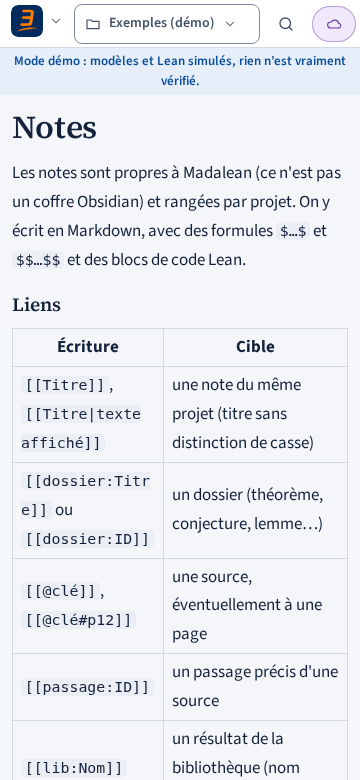 Exemples (démo)
Mode démo : modèles et Lean simulés, rien n’est vraiment
vérifié.
Notes
Les notes sont propres à Madalean (ce n'est pas
un coffre Obsidian) et rangées par projet. On y
écrit en Markdown, avec des formules $…$ et
$$…$$ et des blocs de code Lean.
Liens
Écriture
Cible
[[Titre]],
[[Titre|texte
affiché]]
une note du même
projet (titre sans
distinction de casse)
[[dossier:Titr
e]] ou
[[dossier:ID]]
un dossier (théorème,
conjecture, lemme…)
[[@clé]],
[[@clé#p12]]
une source,
éventuellement à une
page
[[passage:ID]]
un passage précis d'une
source
[[lib:Nom]]
un résultat de la
bibliothèque (nom